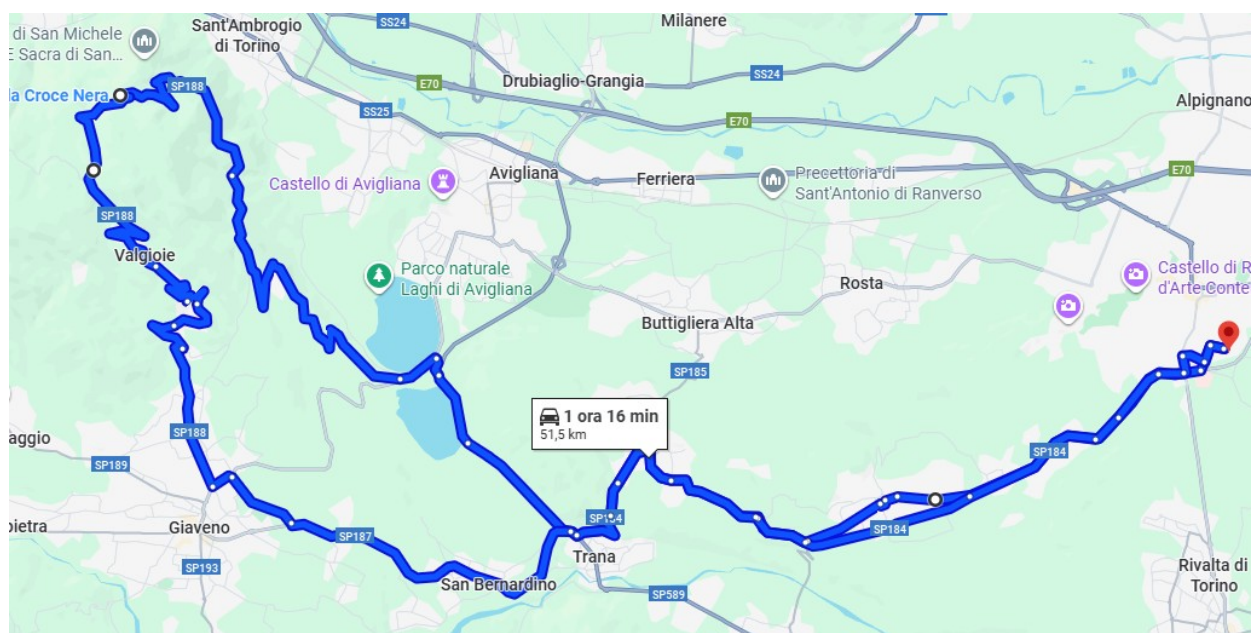 di San Michele
E Sacra di San...
la Croce Nera
Sant'Ambrogio
di Torino
SS24
Milanere
Drubiaglio-Grangia
SS24
E70
SP188
SS25
E70
Alpignano
Castello di Avigliana
Avigliana
Ferriera
Precettoria di
Sant'Antonio di Ranverso
E70
SP188
Valgioie
Parco naturale
Laghi di Avigliana
Rosta
Castello di R
d'Arte Conte
Buttigliera Alta
SP185
1 ora 16 min
51,5 km
SP188
aggio
SP189
SP184
Giaveno
SP187
SP184
SP184
pietra
SP193
San Bernardino
Trana
SP589
Rivalta di
Torino